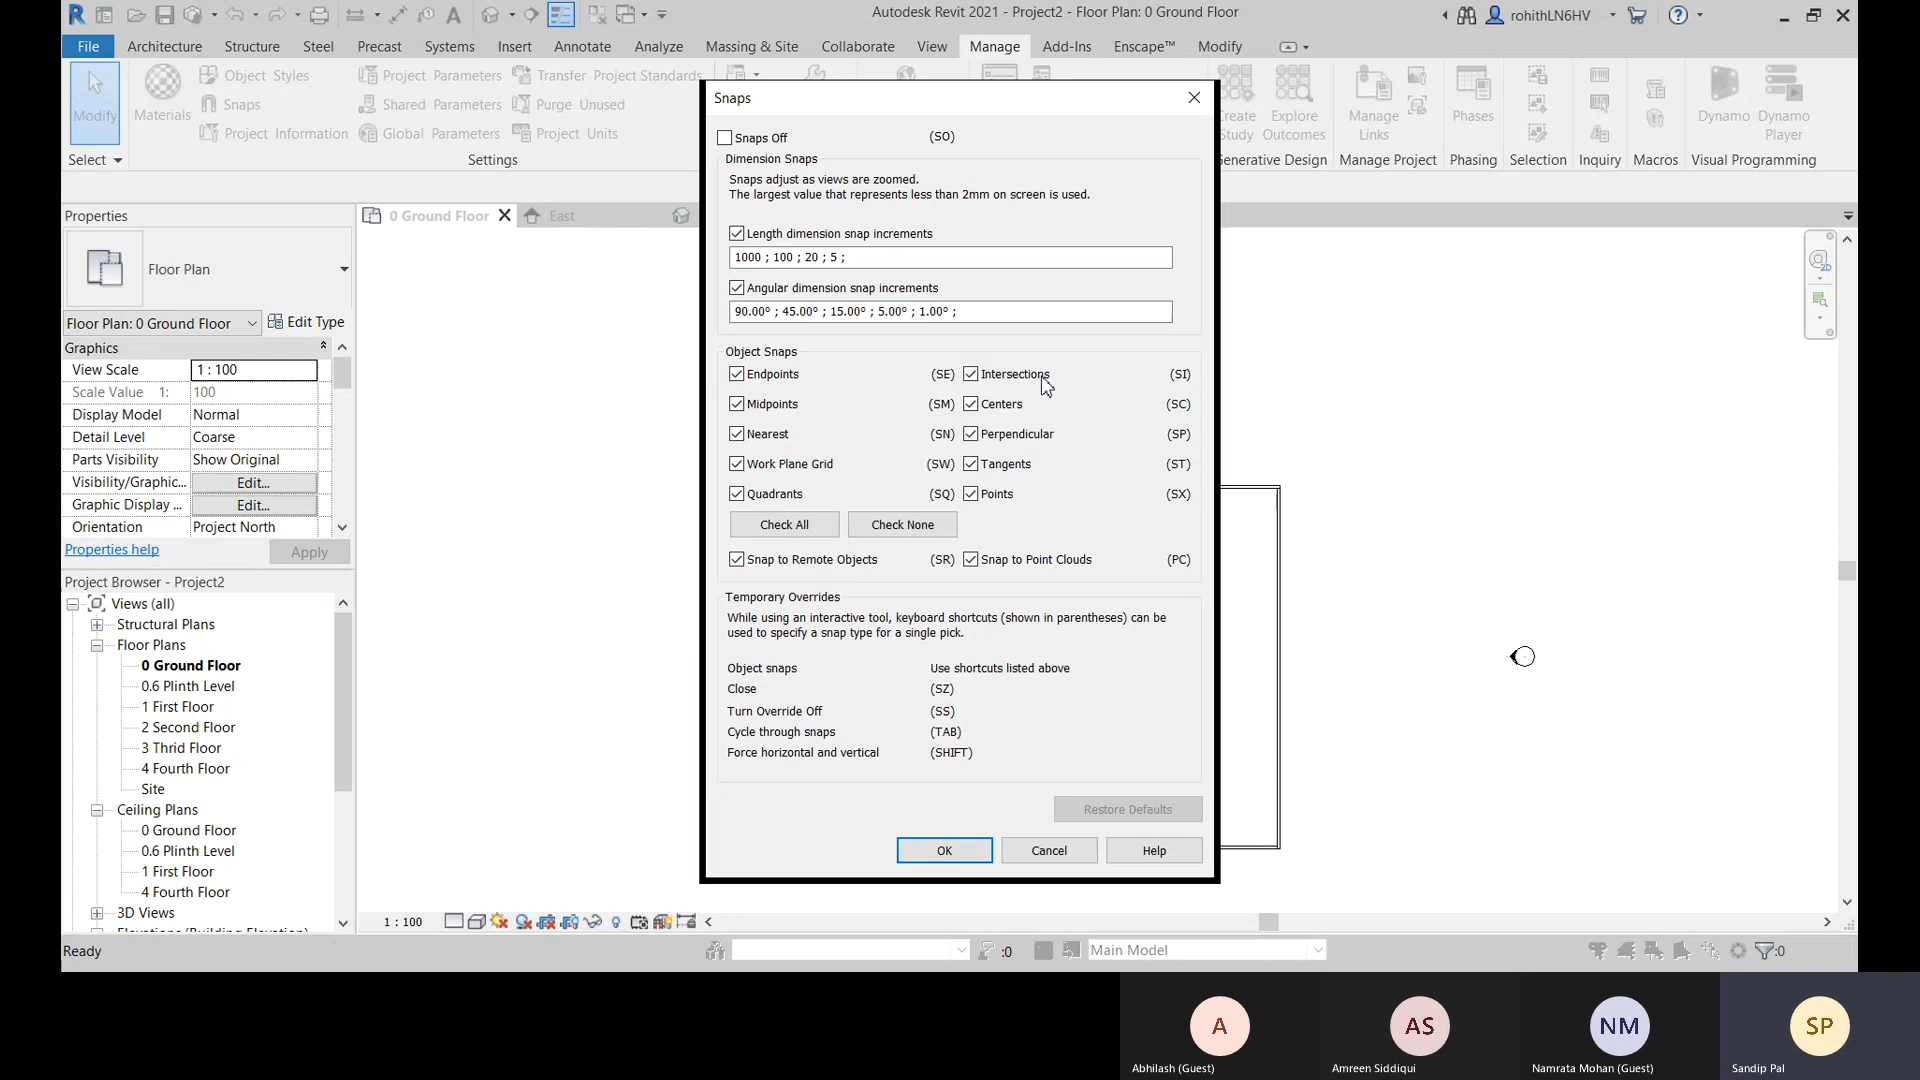 Autodesk Revit 2021 - Project2 - Floor Plan: 0 Ground Floor
rohithLN6HV
File Architecture Structure Steel Precast Systems Insert Annotate Analyze Massing & Site Collaborate View Manage Add-Ins Enscape™ Modify
Modify
Select
Materials
Object Styles
Snaps
Project Information
Project Parameters
Shared Parameters
Global Parameters
Transfer Project Standards
Purge Unused
Project Units
Settings
Study
Explore Outcomes
Generative Design
Manage Links
Manage Project
Phases
Phasing
Selection
Inquiry
Macros
Dynamo
Dynamo Player
Visual Programming
Properties
0 Ground Floor
East
Floor Plan
Floor Plan: 0 Ground Floor
Edit Type
Graphics
View Scale 1 : 100
Scale Value 1: 100
Display Model Normal
Detail Level Coarse
Parts Visibility Show Original
Visibility/Graphic... Edit...
Graphic Display ... Edit...
Orientation Project North
Properties help
Apply
Project Browser - Project2
Views (all)
Structural Plans
Floor Plans
0 Ground Floor
0.6 Plinth Level
1 First Floor
2 Second Floor
3 Thrid Floor
4 Fourth Floor
Site
Ceiling Plans
0 Ground Floor
0.6 Plinth Level
1 First Floor
4 Fourth Floor
3D Views
Snaps
Snaps Off (SO)
Dimension Snaps
Snaps adjust as views are zoomed.
The largest value that represents less than 2mm on screen is used.
Length dimension snap increments
1000 ; 100 ; 20 ; 5 ;
Angular dimension snap increments
90.00° ; 45.00° ; 15.00° ; 5.00° ; 1.00° ;
Object Snaps
Endpoints (SE) Intersections (SI)
Midpoints (SM) Centers (SC)
Nearest (SN) Perpendicular (SP)
Work Plane Grid (SW) Tangents (ST)
Quadrants (SQ) Points (SX)
Check All Check None
Snap to Remote Objects (SR) Snap to Point Clouds (PC)
Temporary Overrides
While using an interactive tool, keyboard shortcuts (shown in parentheses) can be
used to specify a snap type for a single pick.
Object snaps Use shortcuts listed above
Close (SZ)
Turn Override Off (SS)
Cycle through snaps (TAB)
Force horizontal and vertical (SHIFT)
Restore Defaults
OK Cancel Help
1 : 100
Ready
:0
Main Model
:0
A
AS
NM
SP
Abhilash (Guest)
Amreen Siddiqui
Namrata Mohan (Guest)
Sandip Pal